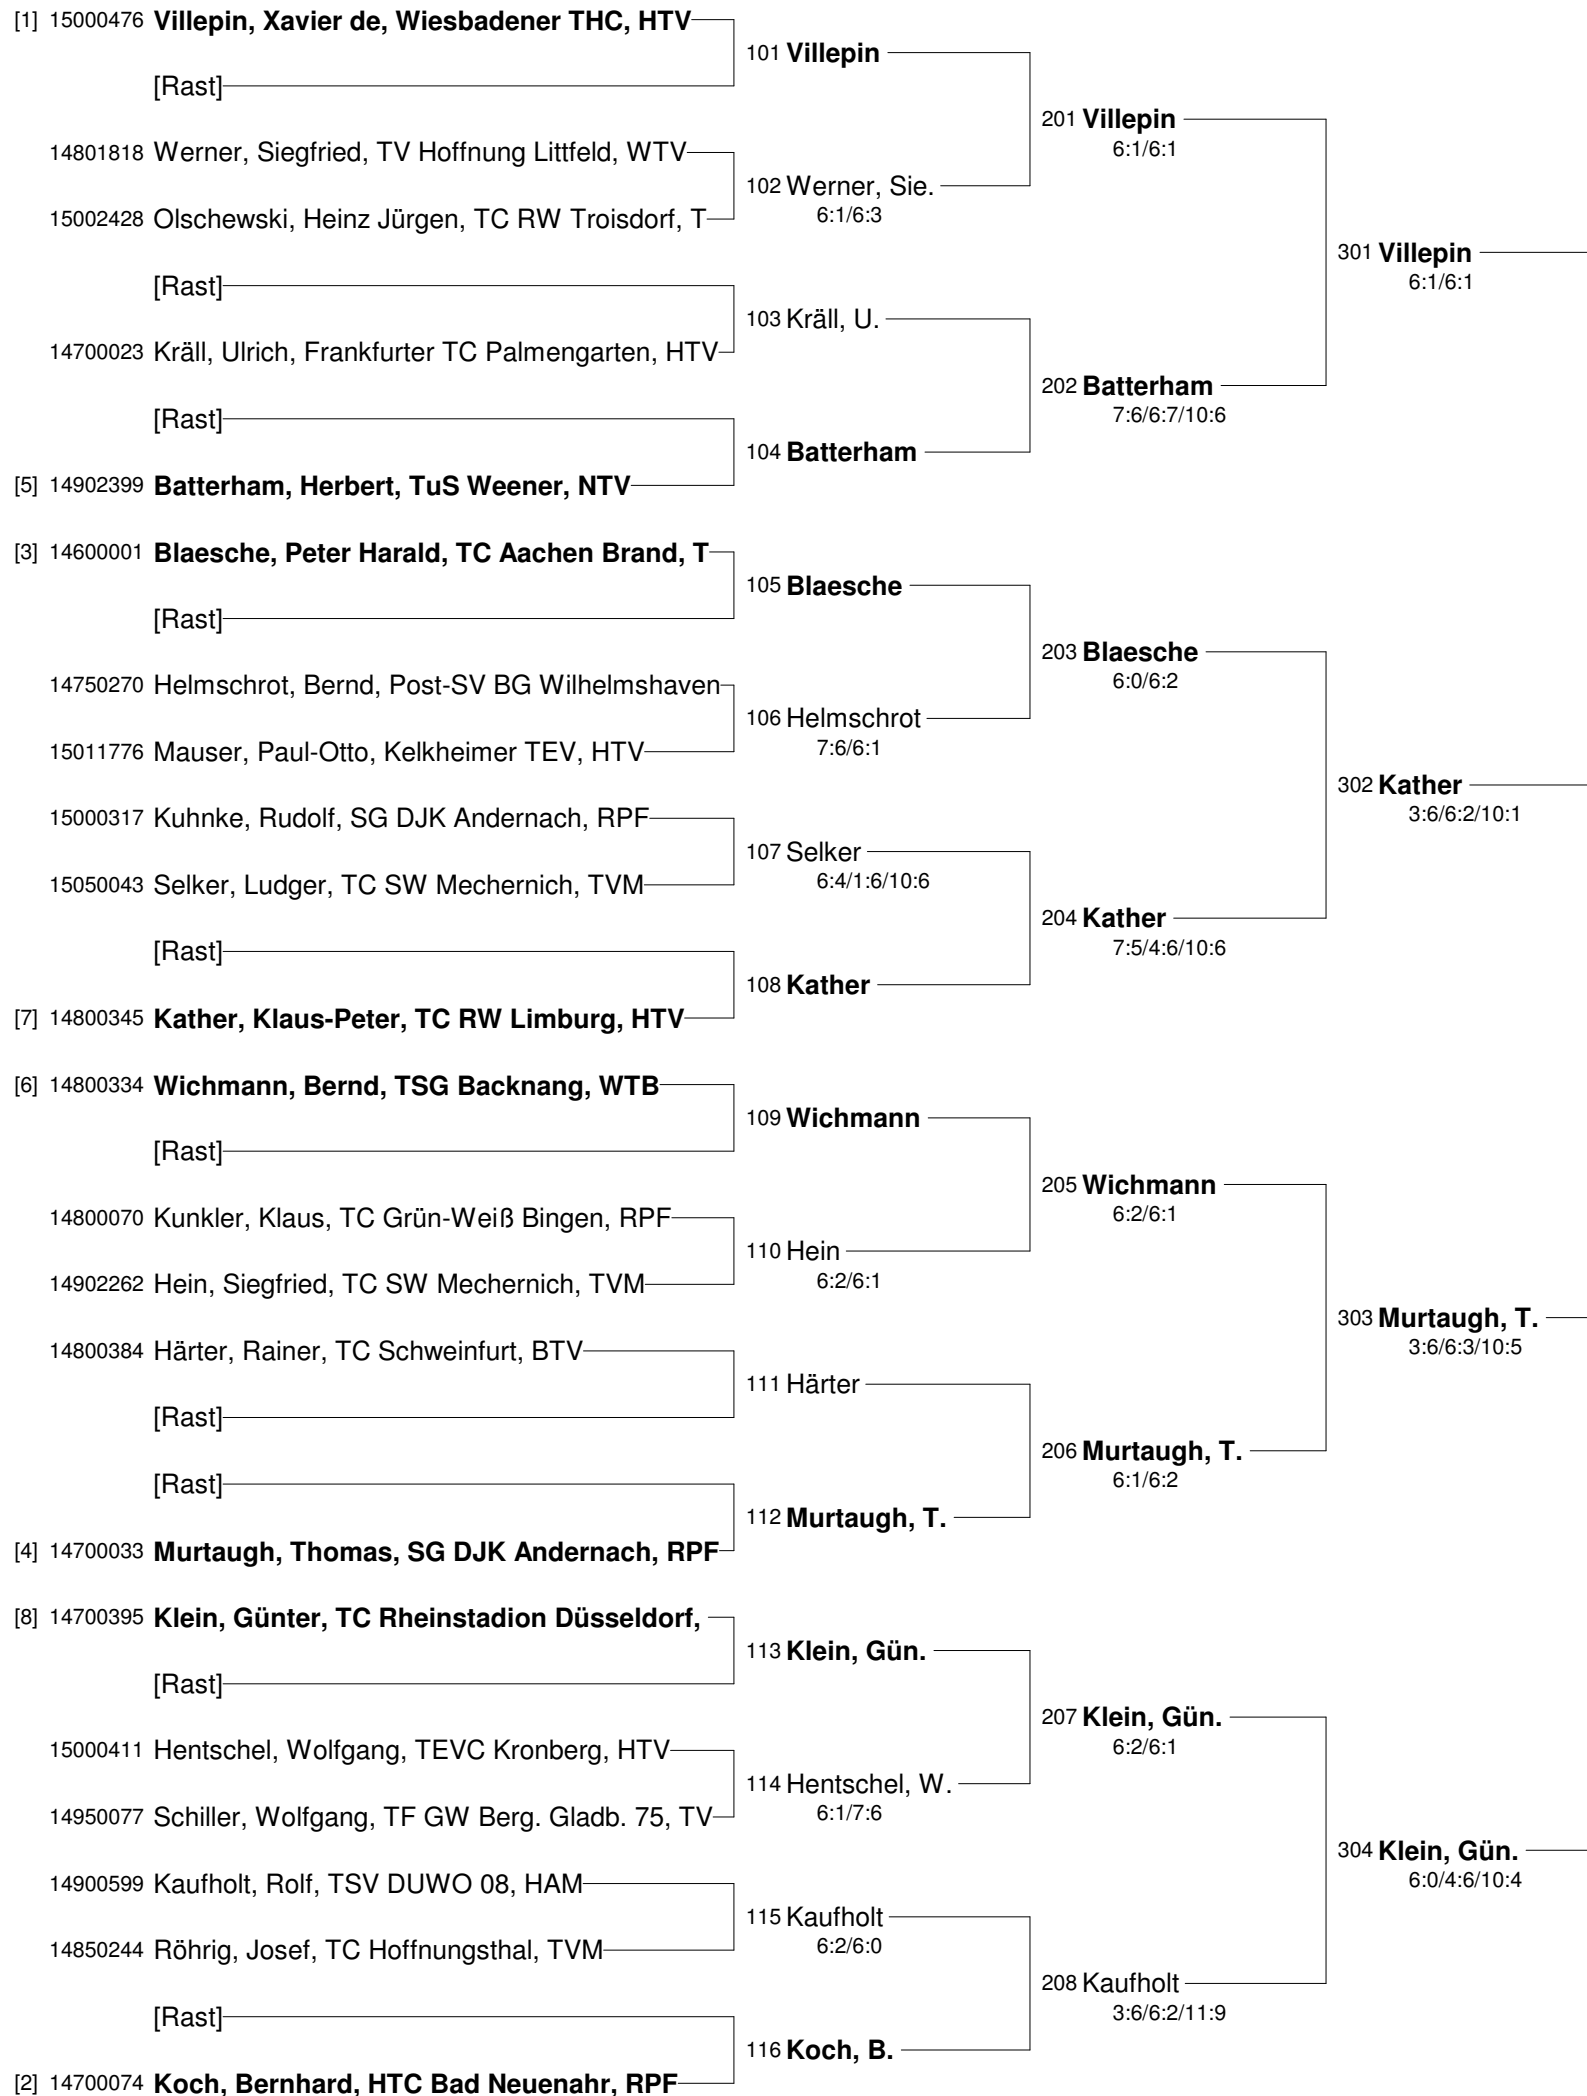 [1] 15000476 Villepin, Xavier de, Wiesbadener THC, HTV
101 Villepin
[Rast]
201 Villepin
6:1/6:1
14801818 Werner, Siegfried, TV Hoffnung Littfeld, WTV
102 Werner, Sie.
6:1/6:3
15002428 Olschewski, Heinz Jürgen, TC RW Troisdorf, T
301 Villepin
6:1/6:1
[Rast]
103 Kräll, U.
14700023 Kräll, Ulrich, Frankfurter TC Palmengarten, HTV
202 Batterham
7:6/6:7/10:6
[Rast]
104 Batterham
[5] 14902399 Batterham, Herbert, TuS Weener, NTV
[3] 14600001 Blaesche, Peter Harald, TC Aachen Brand, T
105 Blaesche
[Rast]
203 Blaesche
6:0/6:2
14750270 Helmschrot, Bernd, Post-SV BG Wilhelmshaven
106 Helmschrot
7:6/6:1
15011776 Mauser, Paul-Otto, Kelkheimer TEV, HTV
302 Kather
3:6/6:2/10:1
15000317 Kuhnke, Rudolf, SG DJK Andernach, RPF
107 Selker
6:4/1:6/10:6
15050043 Selker, Ludger, TC SW Mechernich, TVM
204 Kather
7:5/4:6/10:6
[Rast]
108 Kather
[7] 14800345 Kather, Klaus-Peter, TC RW Limburg, HTV
[6] 14800334 Wichmann, Bernd, TSG Backnang, WTB
109 Wichmann
[Rast]
205 Wichmann
6:2/6:1
14800070 Kunkler, Klaus, TC Grün-Weiß Bingen, RPF
110 Hein
6:2/6:1
14902262 Hein, Siegfried, TC SW Mechernich, TVM
303 Murtaugh, T.
3:6/6:3/10:5
14800384 Härter, Rainer, TC Schweinfurt, BTV
111 Härter
[Rast]
206 Murtaugh, T.
6:1/6:2
[Rast]
112 Murtaugh, T.
[4] 14700033 Murtaugh, Thomas, SG DJK Andernach, RPF
[8] 14700395 Klein, Günter, TC Rheinstadion Düsseldorf,
113 Klein, Gün.
[Rast]
207 Klein, Gün.
6:2/6:1
15000411 Hentschel, Wolfgang, TEVC Kronberg, HTV
114 Hentschel, W.
6:1/7:6
14950077 Schiller, Wolfgang, TF GW Berg. Gladb. 75, TV
304 Klein, Gün.
6:0/4:6/10:4
14900599 Kaufholt, Rolf, TSV DUWO 08, HAM
115 Kaufholt
6:2/6:0
14850244 Röhrig, Josef, TC Hoffnungsthal, TVM
208 Kaufholt
3:6/6:2/11:9
[Rast]
116 Koch, B.
[2] 14700074 Koch, Bernhard, HTC Bad Neuenahr, RPF